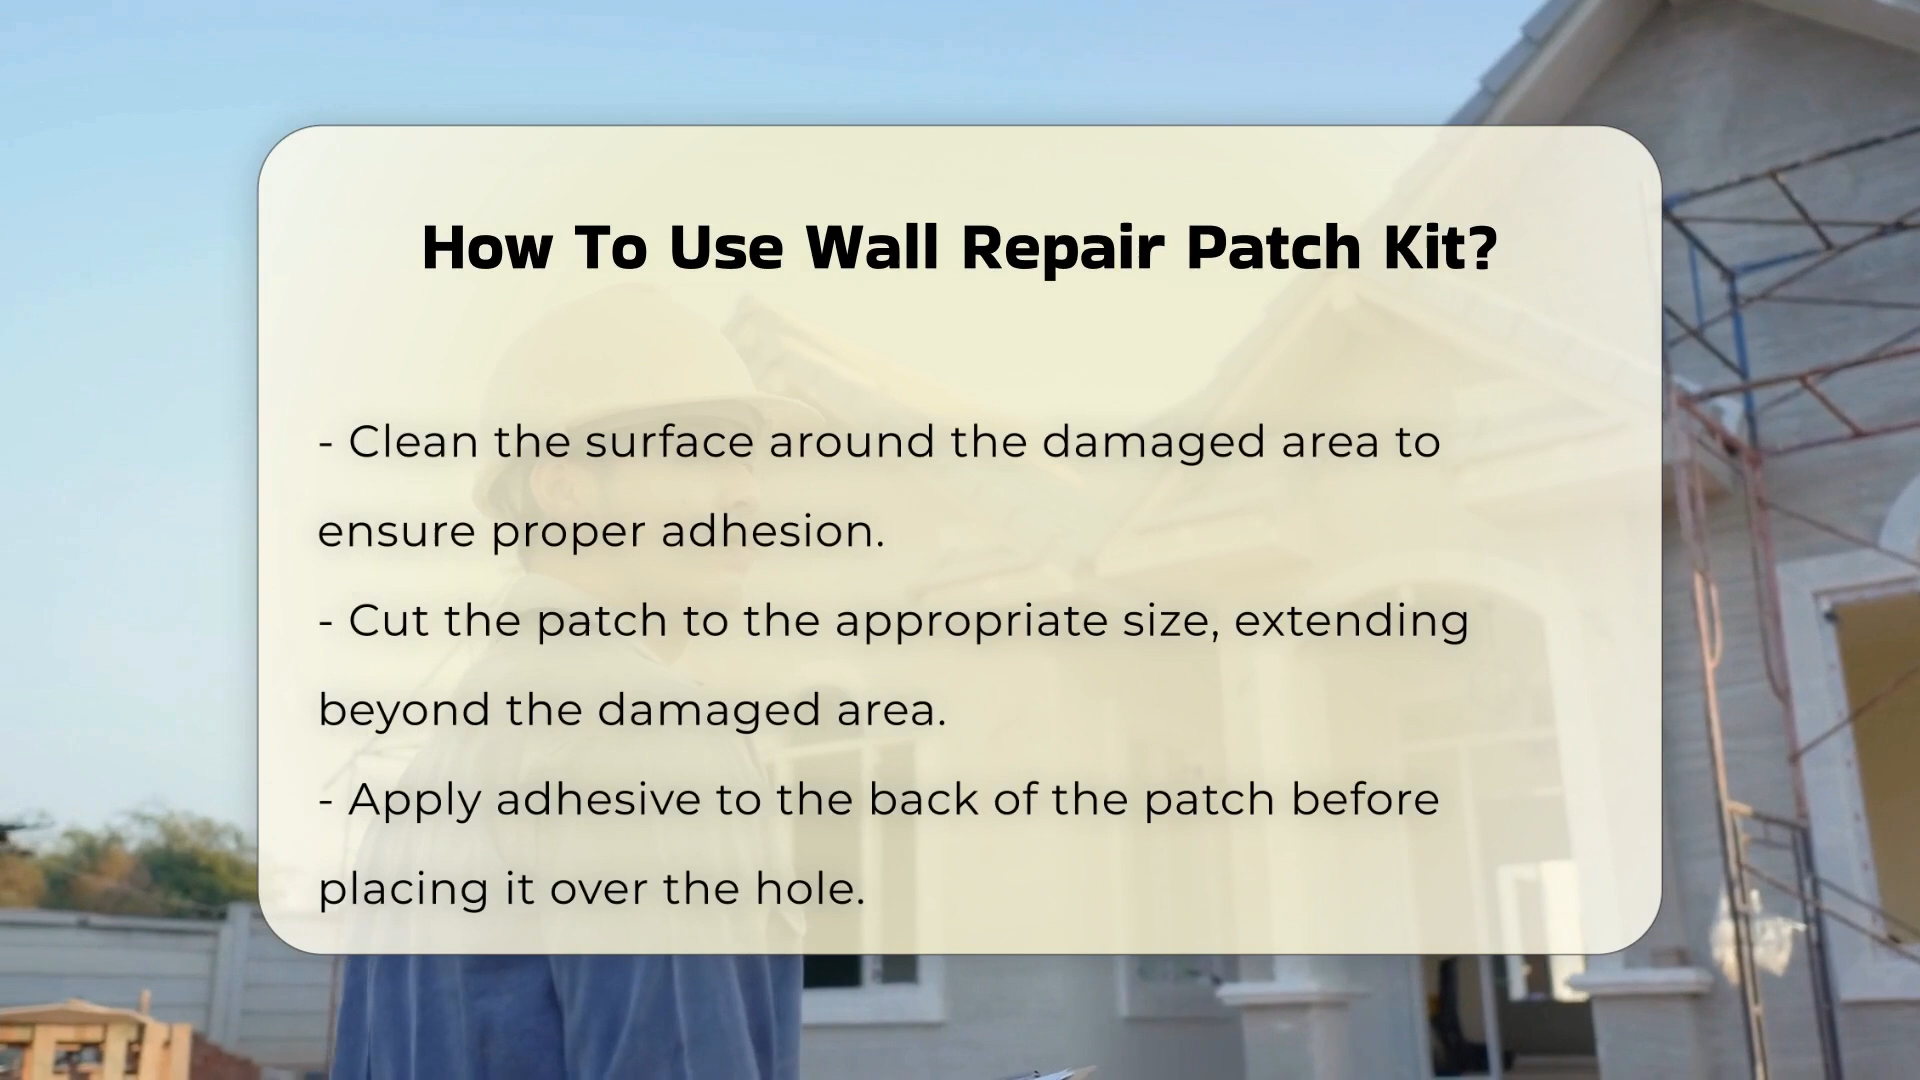 How To Use Wall Repair Patch Kit?
- Clean the surface around the damaged area to
ensure proper adhesion.
- Cut the patch to the appropriate size, extending
beyond the damaged area.
- Apply adhesive to the back of the patch before
placing it over the hole.